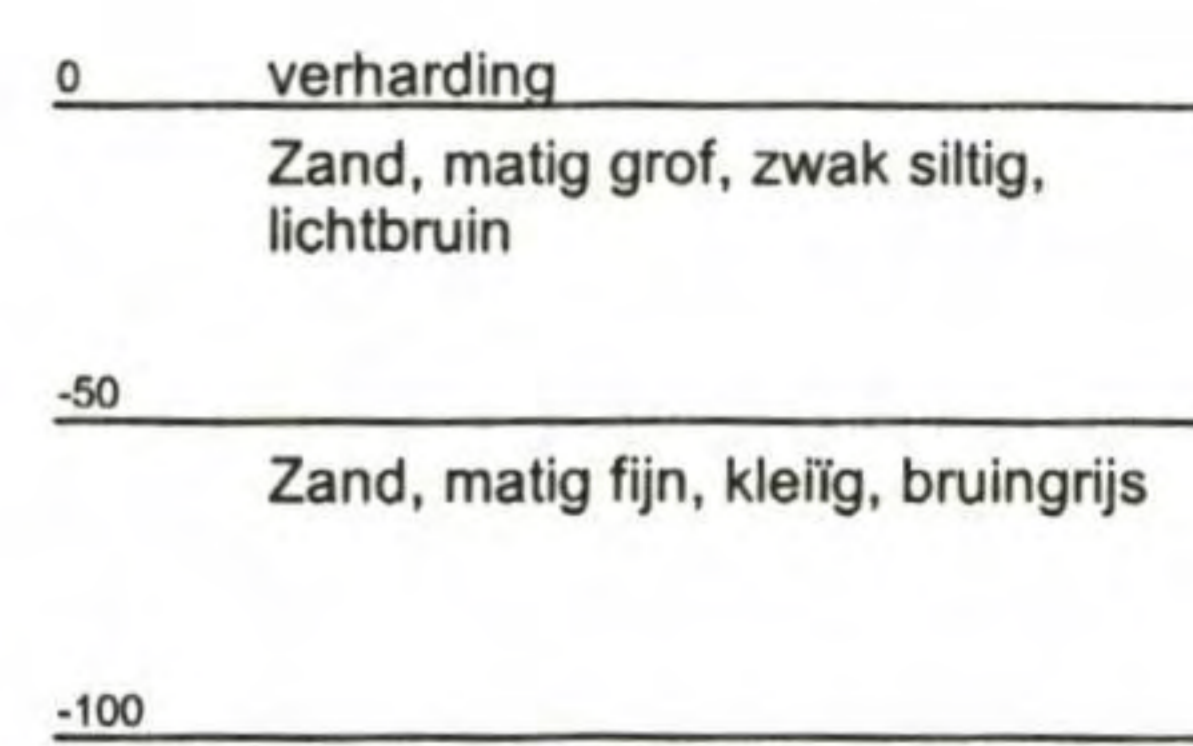 0 verharding
Zand, matig grof, zwak siltig,
lichtbruin
-50
Zand, matig fijn, kleiïg, bruingrijs
-100